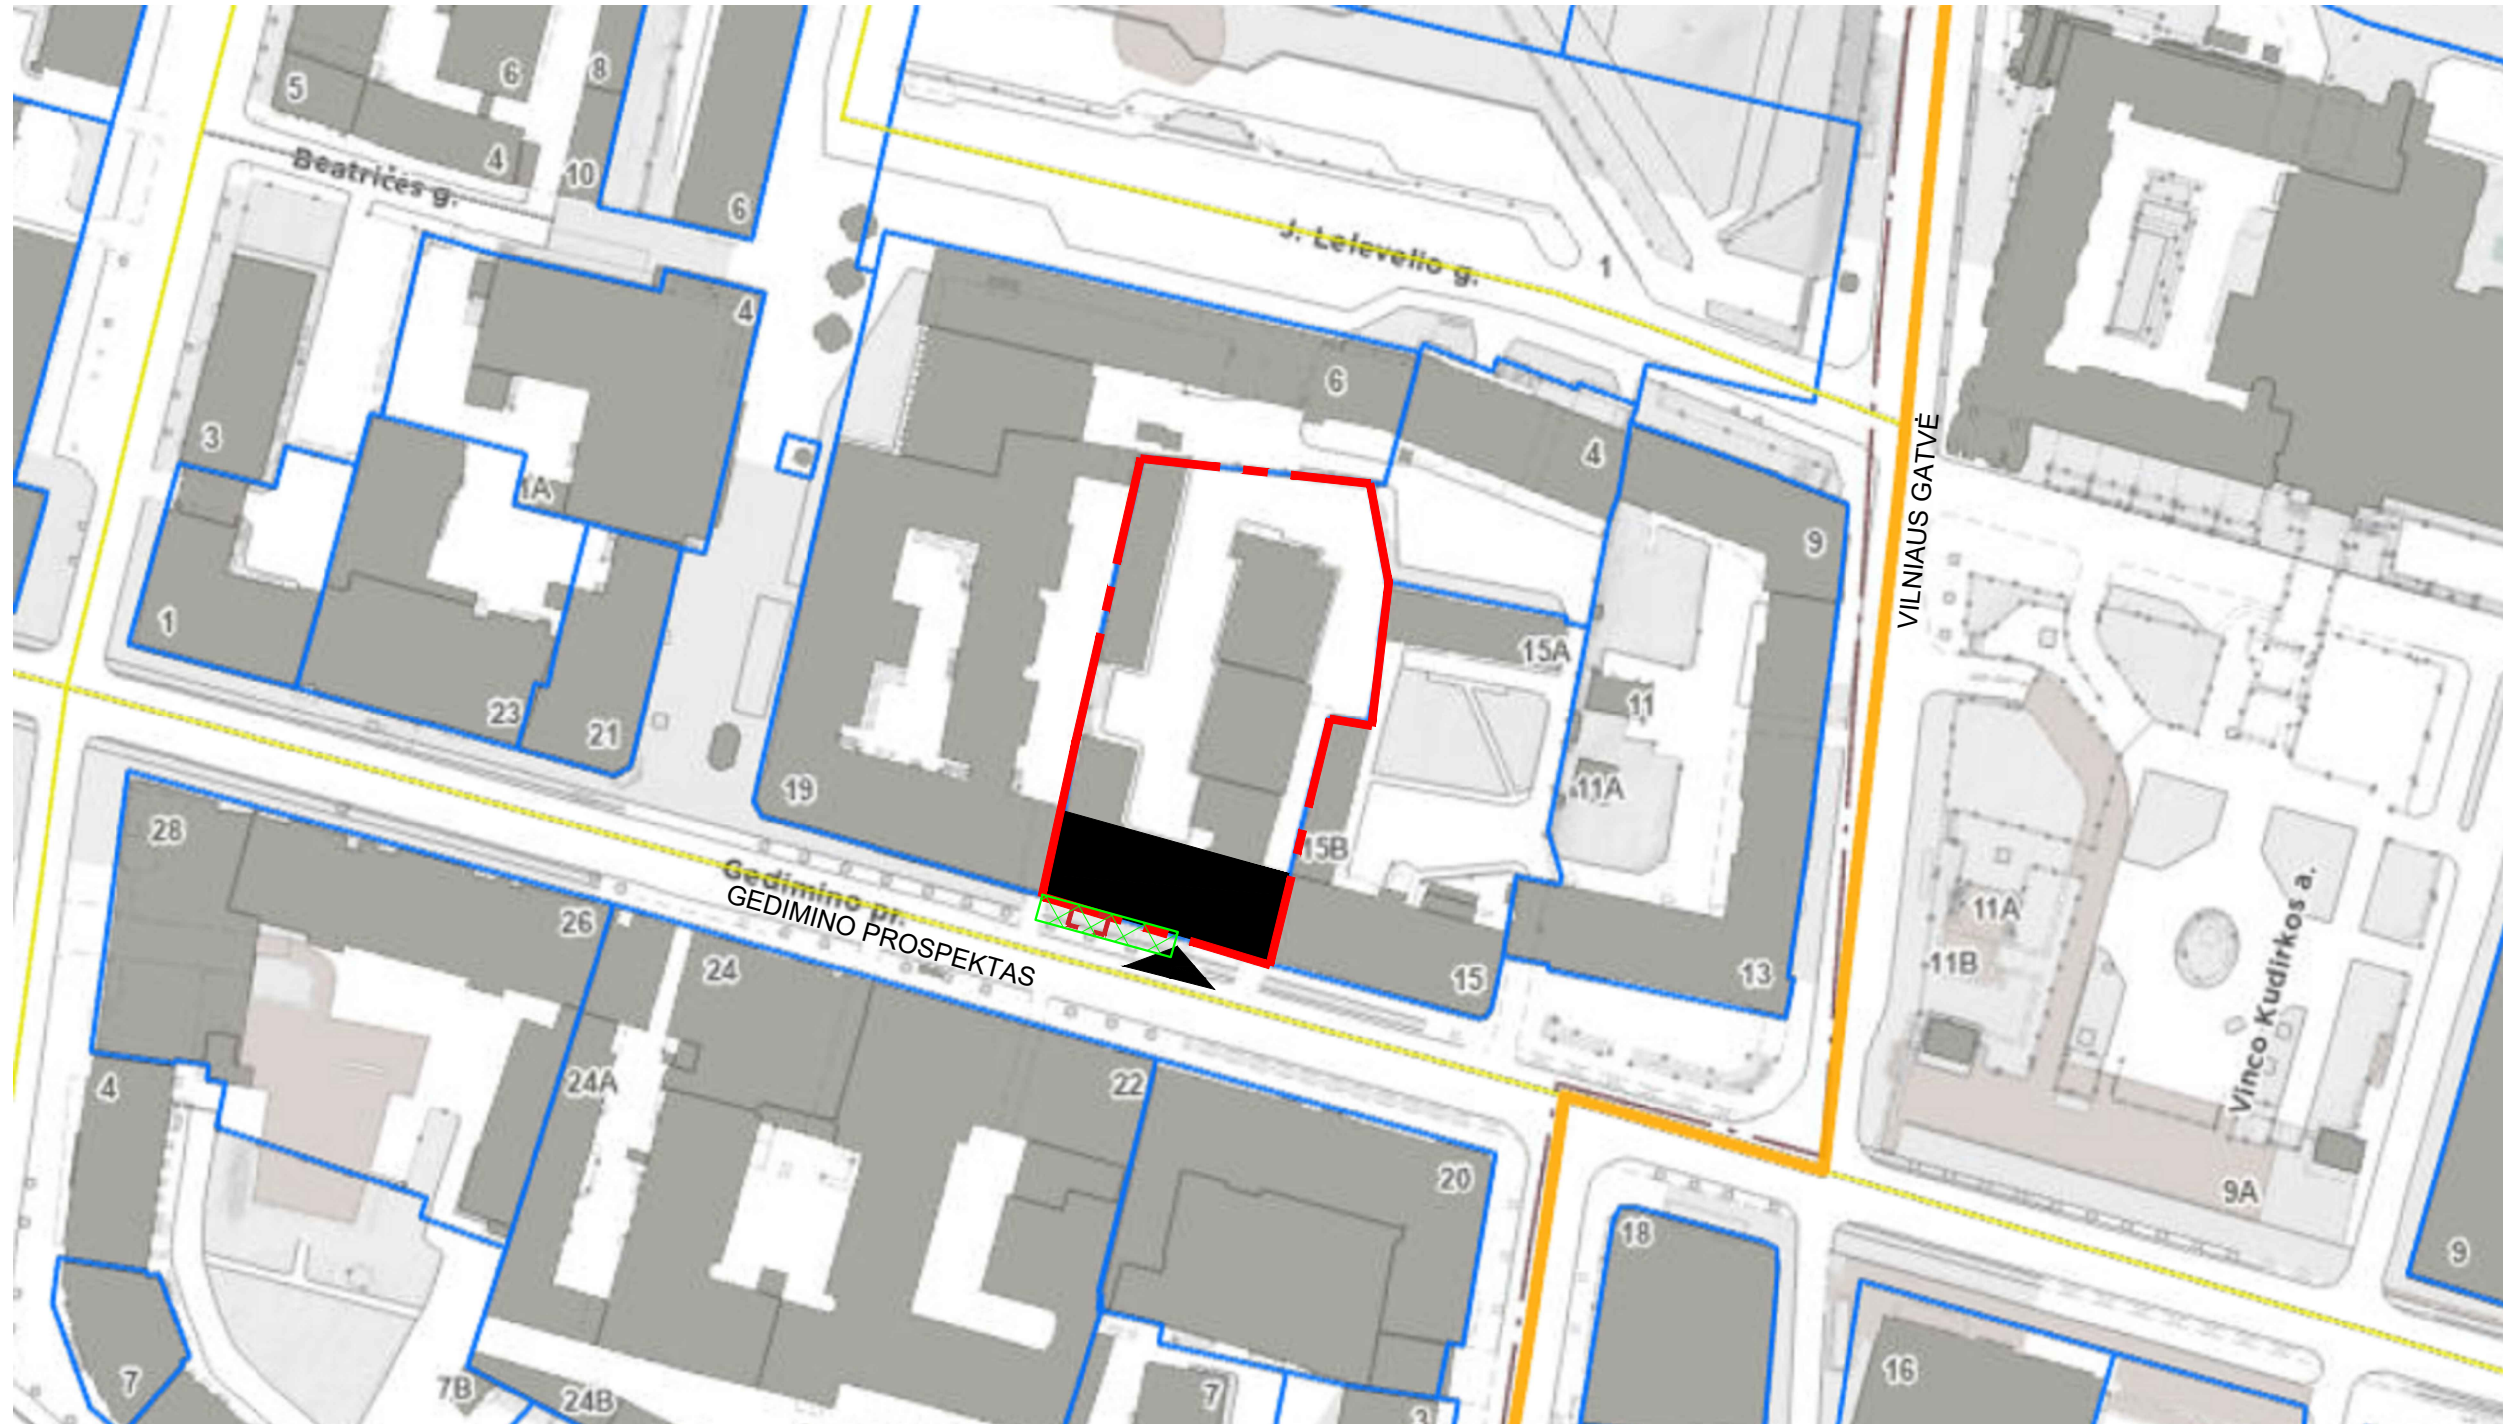 5
6
8
4
10
6
Beatričės g.
J. Lelevelio g.
1
4
6
4
3
1A
9
VILNIAUS GATVĖ
1
15A
11
23
21
19
11A
28
15B
Gedimino pr.
GEDIMINO PROSPEKTAS
26
24
15
13
11A
11B
Vinco Kudirkos a.
4
24A
22
20
18
9A
9
7
7B
24B
7
3
16